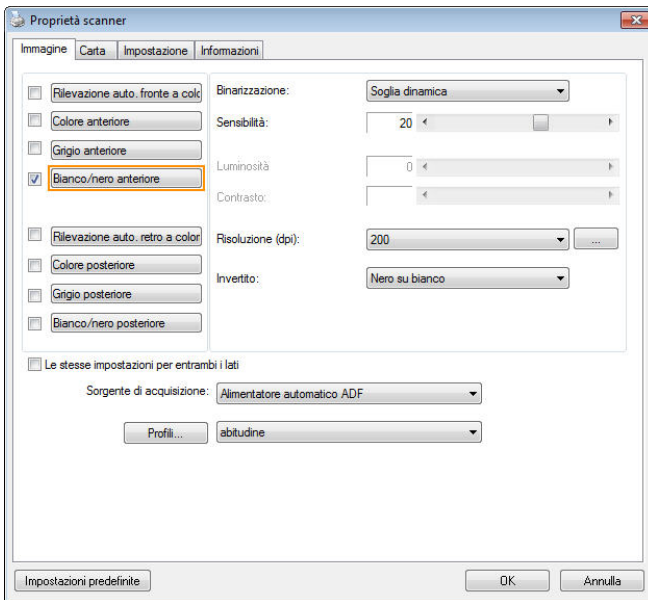 Proprietà scanner
Immagine Carta Impostazione Informazioni
Rilevazione auto. fronte a colo
Colore anteriore
Grigio anteriore
Bianco/nero anteriore
Rilevazione auto. retro a color
Colore posteriore
Grigio posteriore
Bianco/nero posteriore
Binarizzazione: Soglia dinamica
Sensibilità: 20
Luminosità 0
Contrasto:
Risoluzione (dpi): 200 ...
Invertito: Nero su bianco
Le stesse impostazioni per entrambi i lati
Sorgente di acquisizione: Alimentatore automatico ADF
Profili... abitudine
Impostazioni predefinite OK Annulla